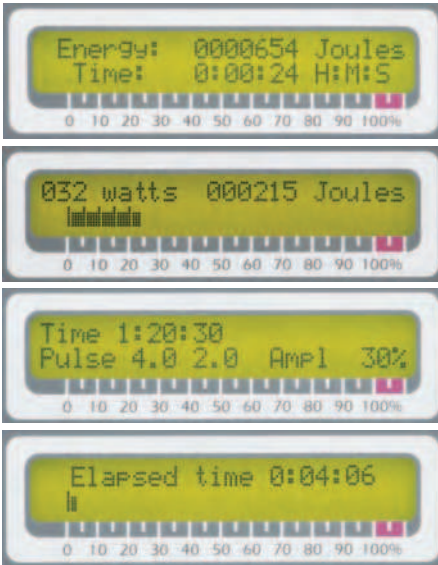 Energy: 0000654 Joules
Time: 0:00:24 H:M:S
0 10 20 30 40 50 60 70 80 90 100%
032 watts 000215 Joules
0 10 20 30 40 50 60 70 80 90 100%
Time 1:20:30
Pulse 4.0 2.0 Ampl 30%
0 10 20 30 40 50 60 70 80 90 100%
Elapsed time 0:04:06
0 10 20 30 40 50 60 70 80 90 100%